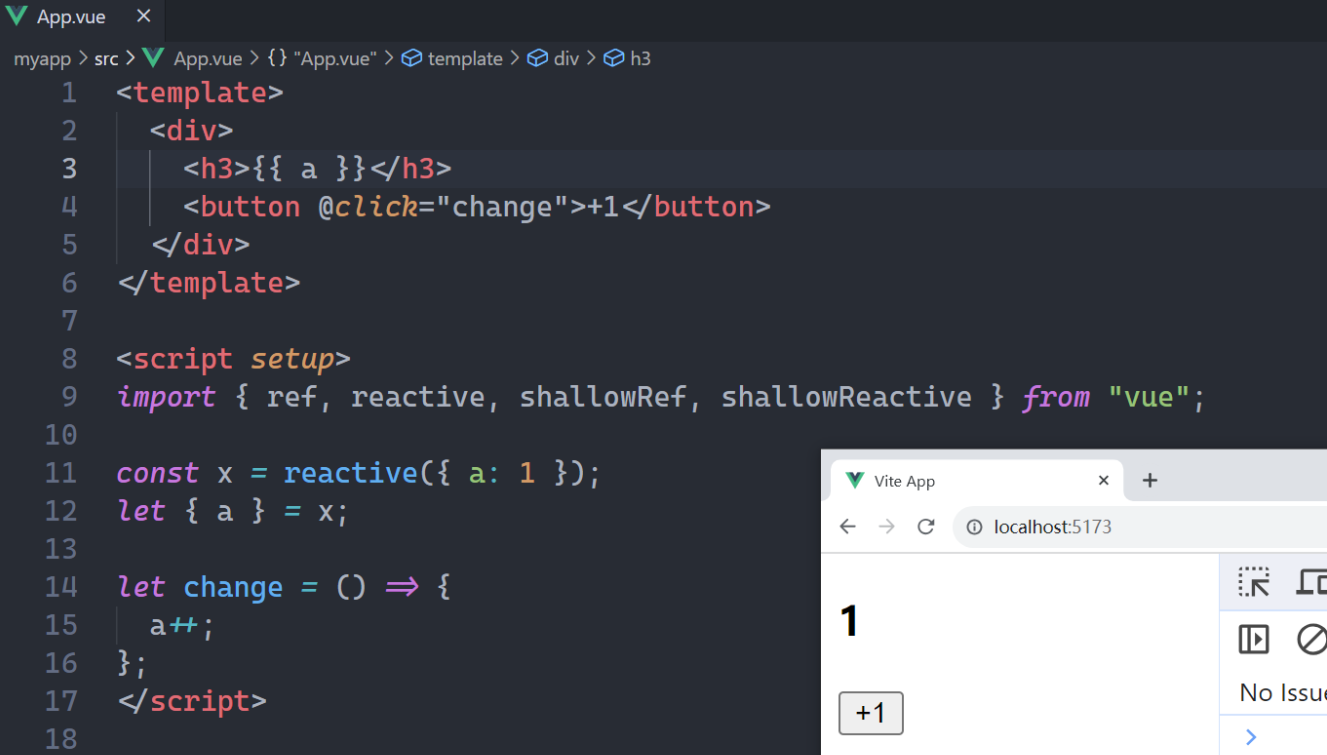 App.vue
myapp > src > App.vue > {} "App.vue" > template > div > h3
1 <template>
2 <div>
3 <h3>{{ a }}</h3>
4 <button @click="change">+1</button>
5 </div>
6 </template>
7
8 <script setup>
9 import { ref, reactive, shallowRef, shallowReactive } from "vue";
10
11 const x = reactive({ a: 1 });
12 let { a } = x;
13
14 let change = () => {
15 a++;
16 };
17 </script>
18
Vite App
localhost:5173
1
+1
No Issue